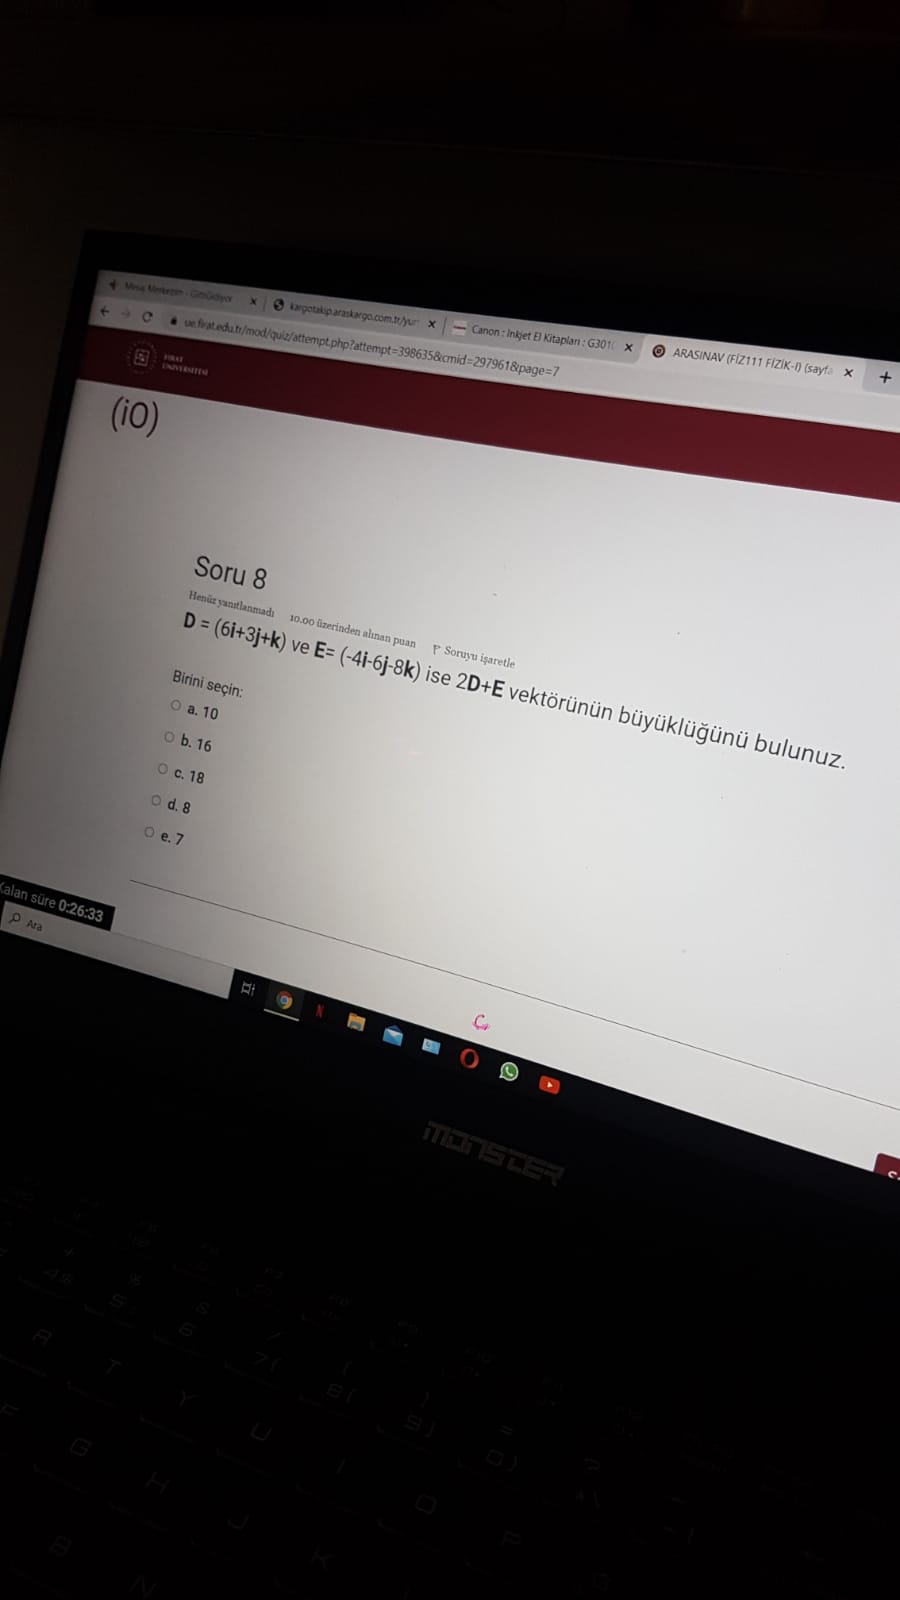 Mesaj Merkezim - GittiGidiyor
kargotakip.araskargo.com.tr/yur
Canon : Inkjet El Kitapları : G301(
ARASINAV (FİZ111 FİZİK-I) (sayfa
ue.firat.edu.tr/mod/quiz/attempt.php?attempt=398635&cmid=297961&page=7
FIRAT
ÜNİVERSİTESİ
(i0)
Soru 8
Henüz yanıtlanmadı 10.00 üzerinden alınan puan Soruyu işaretle
D = (6i+3j+k) ve E= (-4i-6j-8k) ise 2D+E vektörünün büyüklüğünü bulunuz.
Birini seçin:
a. 10
b. 16
c. 18
d. 8
e. 7
Kalan süre 0:26:33
Ara
MONSTER